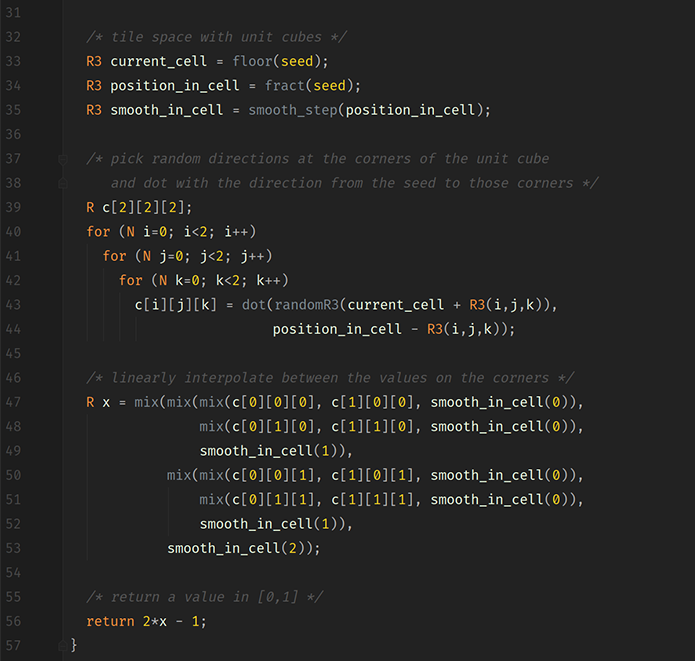 31
32 /* tile space with unit cubes */
33 R3 current_cell = floor(seed);
34 R3 position_in_cell = fract(seed);
35 R3 smooth_in_cell = smooth_step(position_in_cell);
36
37 /* pick random directions at the corners of the unit cube
38 and dot with the direction from the seed to those corners */
39 R c[2][2][2];
40 for (N i=0; i<2; i++)
41 for (N j=0; j<2; j++)
42 for (N k=0; k<2; k++)
43 c[i][j][k] = dot(randomR3(current_cell + R3(i,j,k)),
44 position_in_cell - R3(i,j,k));
45
46 /* linearly interpolate between the values on the corners */
47 R x = mix(mix(mix(c[0][0][0], c[1][0][0], smooth_in_cell(0)),
48 mix(c[0][1][0], c[1][1][0], smooth_in_cell(0)),
49 smooth_in_cell(1)),
50 mix(mix(c[0][0][1], c[1][0][1], smooth_in_cell(0)),
51 mix(c[0][1][1], c[1][1][1], smooth_in_cell(0)),
52 smooth_in_cell(1)),
53 smooth_in_cell(2));
54
55 /* return a value in [0,1] */
56 return 2*x - 1;
57 }